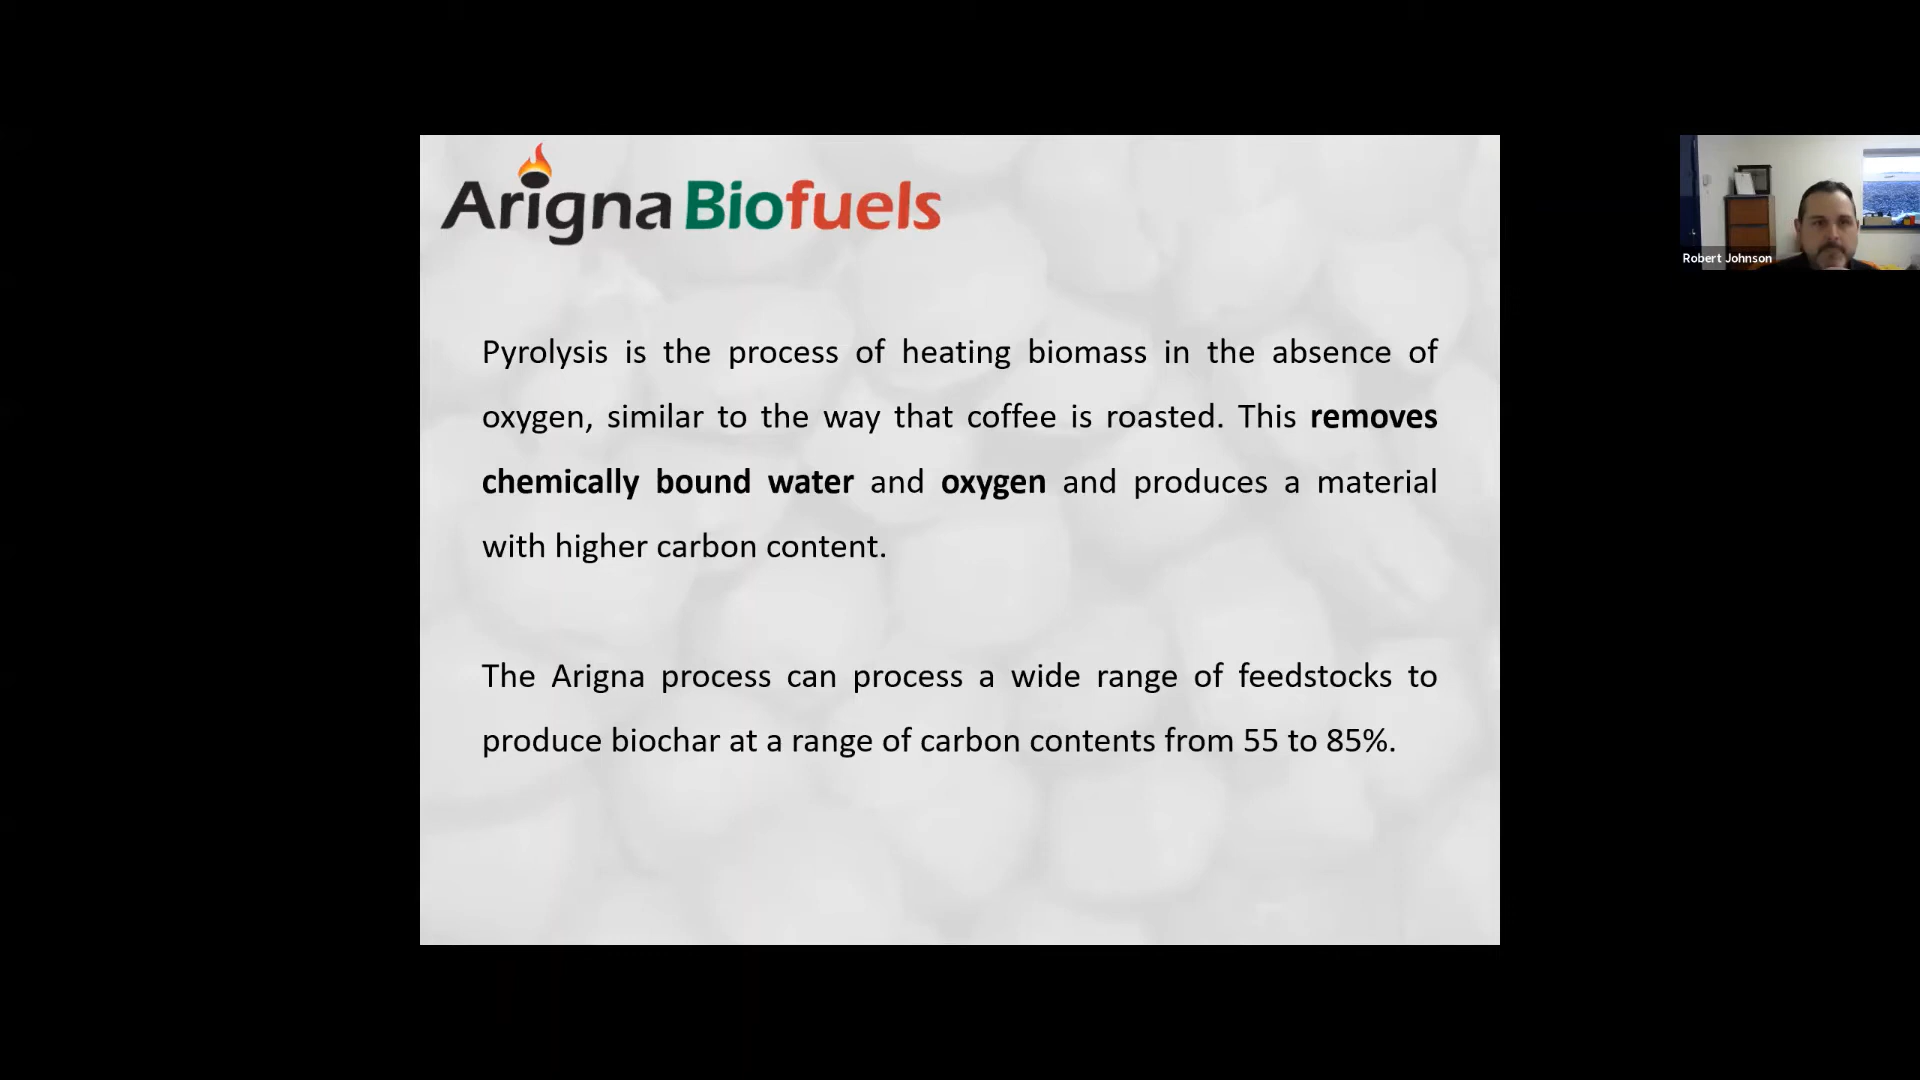 Arigna Biofuels
Pyrolysis is the process of heating biomass in the absence of
oxygen, similar to the way that coffee is roasted. This removes
chemically bound water and oxygen and produces a material
with higher carbon content.
The Arigna process can process a wide range of feedstocks to
produce biochar at a range of carbon contents from 55 to 85%.
Robert Johnson